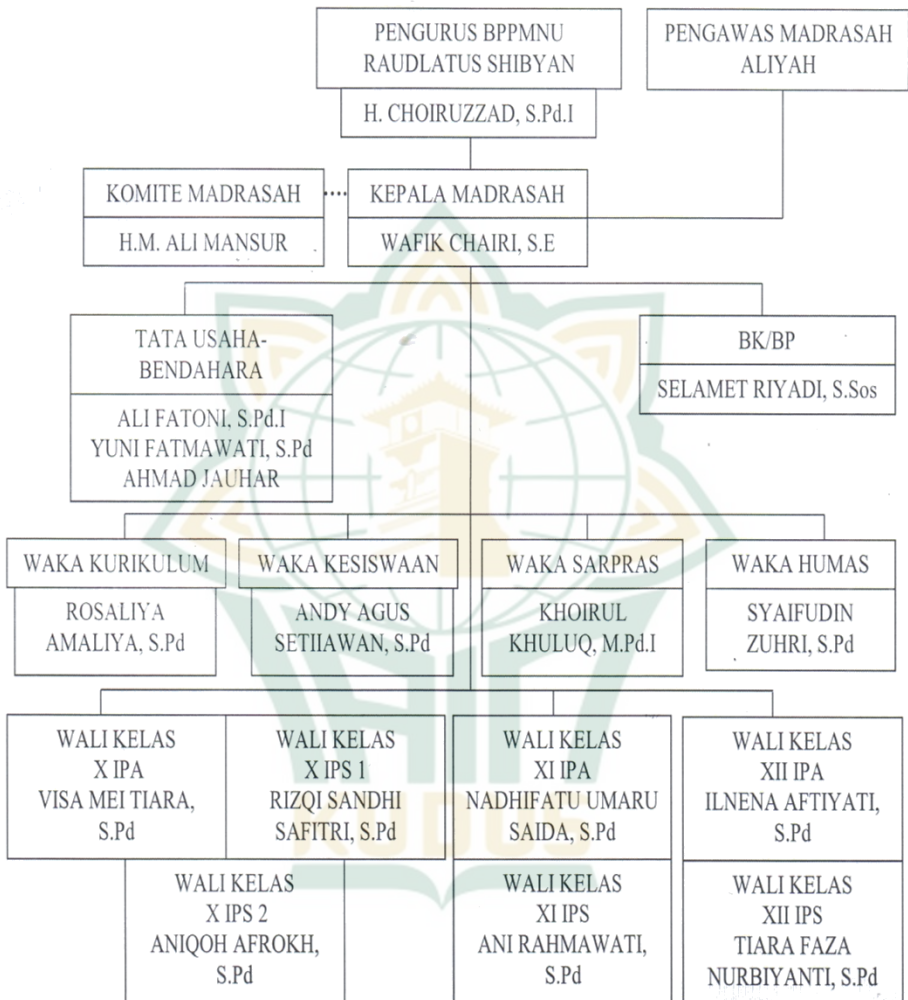 PENGURUS BPPMNU
RAUDLATUS SHIBYAN
H. CHOIRUZZAD, S.Pd.I
PENGAWAS MADRASAH
ALIYAH
KOMITE MADRASAH
H.M. ALI MANSUR
KEPALA MADRASAH
WAFIK CHAIRI, S.E
TATA USAHA-
BENDAHARA
ALI FATONI, S.Pd.I
YUNI FATMAWATI, S.Pd
AHMAD JAUHAR
BK/BP
SELAMET RIYADI, S.Sos
WAKA KURIKULUM
ROSALIYA
AMALIYA, S.Pd
WAKA KESISWAAN
ANDY AGUS
SETIIAWAN, S.Pd
WAKA SARPRAS
KHOIRUL
KHULUQ, M.Pd.I
WAKA HUMAS
SYAIFUDIN
ZUHRI, S.Pd
WALI KELAS
X IPA
VISA MEI TIARA,
S.Pd
WALI KELAS
X IPS 1
RIZQI SANDHI
SAFITRI, S.Pd
WALI KELAS
XI IPA
NADHIFATU UMARU
SAIDA, S.Pd
WALI KELAS
XII IPA
ILNENA AFTIYATI,
S.Pd
WALI KELAS
X IPS 2
ANIQOH AFROKH,
S.Pd
WALI KELAS
XI IPS
ANI RAHMAWATI,
S.Pd
WALI KELAS
XII IPS
TIARA FAZA
NURBIYANTI, S.Pd
KUDUS